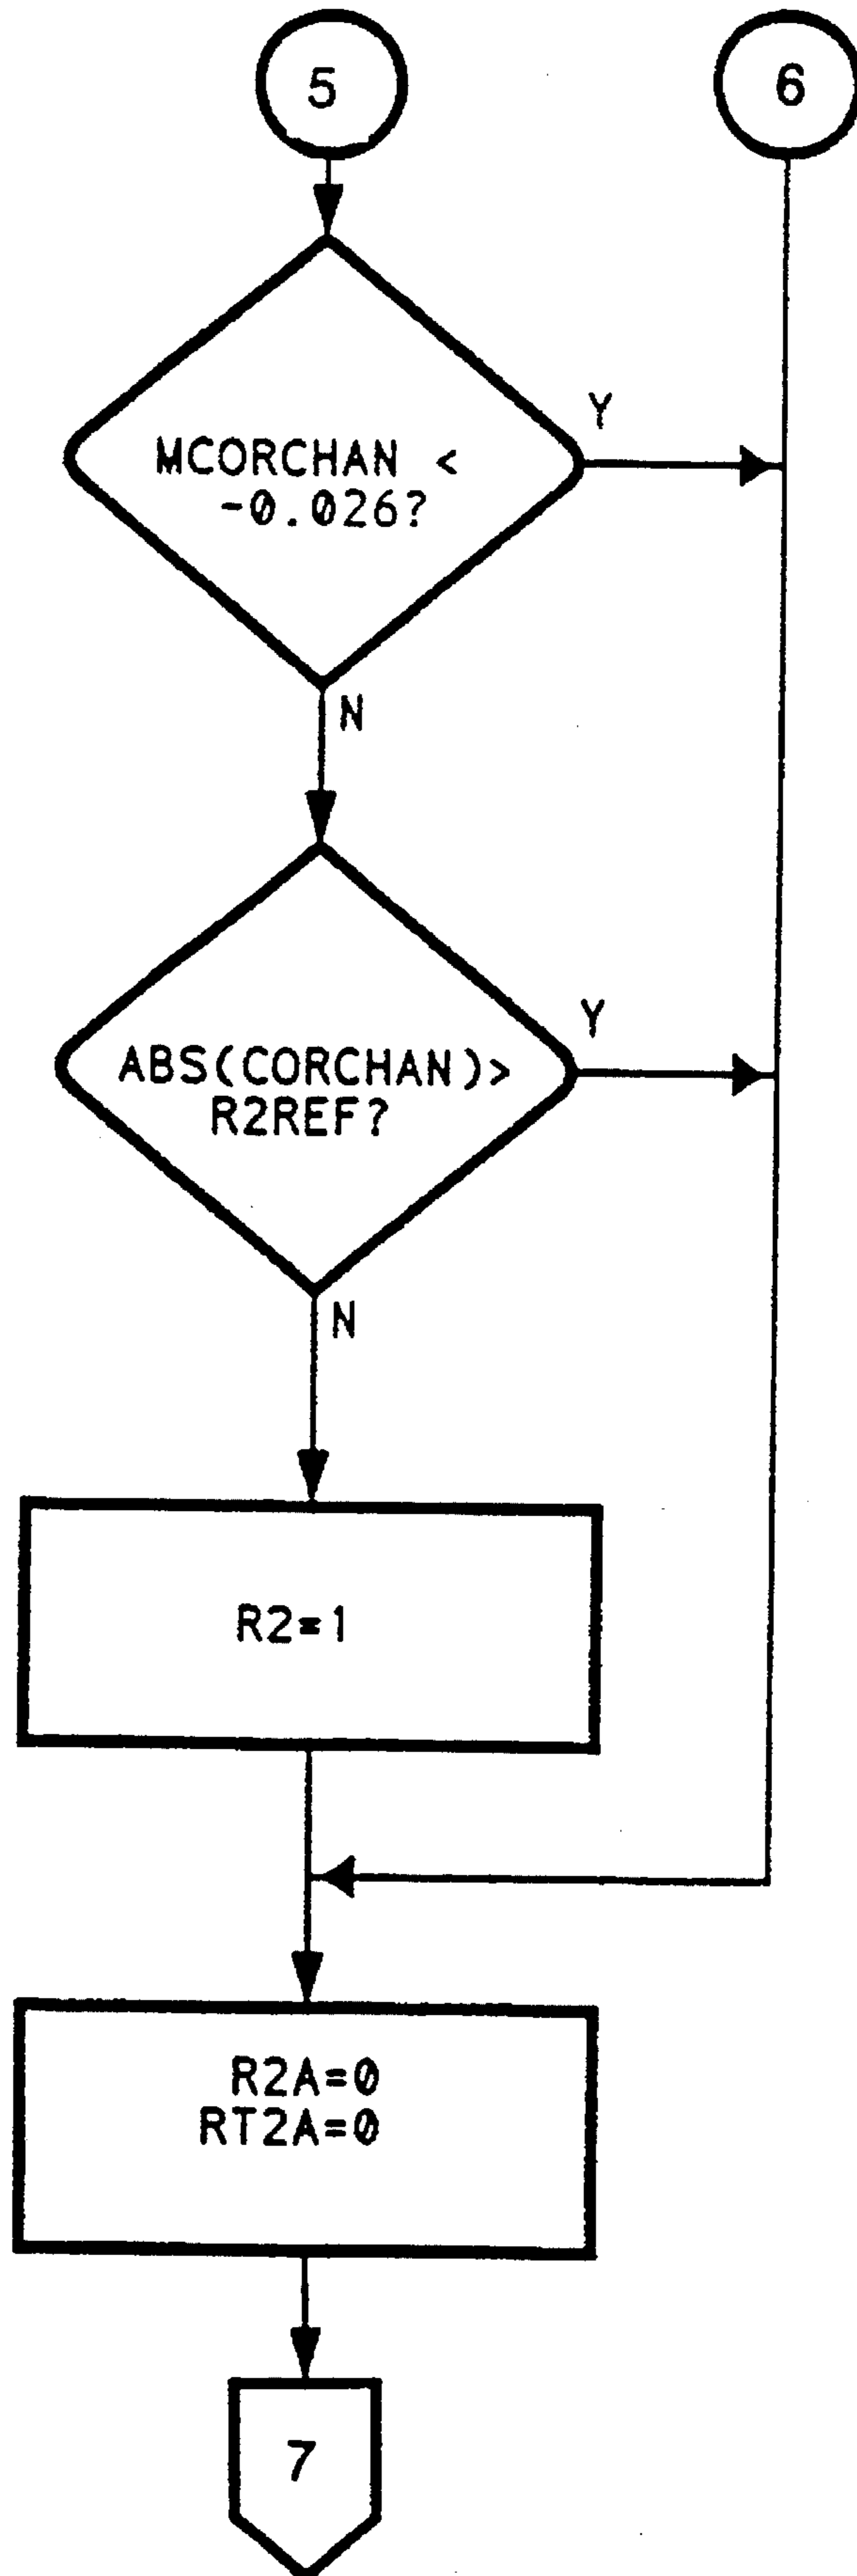 5
6
MCORCHAN <
-0.026?
Y
N
ABS(CORCHAN)>
R2REF?
Y
N
R2=1
R2A=0
RT2A=0
7